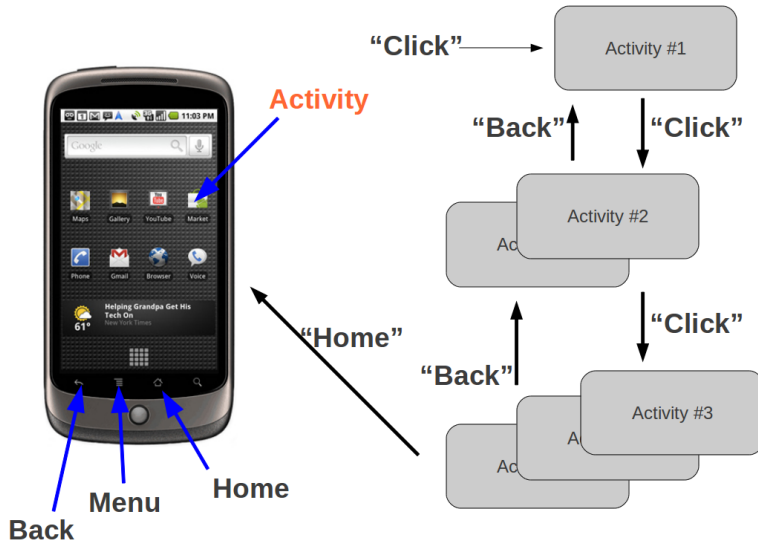 “Click”
Activity #1
Activity
“Back”
“Click”
11:03 PM
Google
Maps
Gallery
YouTube
Market
Activity #2
Ac
Phone
Gmail
Browser
Voice
Helping Grandpa Get His
Tech On
New York Times
61°
“Home”
“Click”
“Back”
Activity #3
A
Ac
Home
Menu
Back